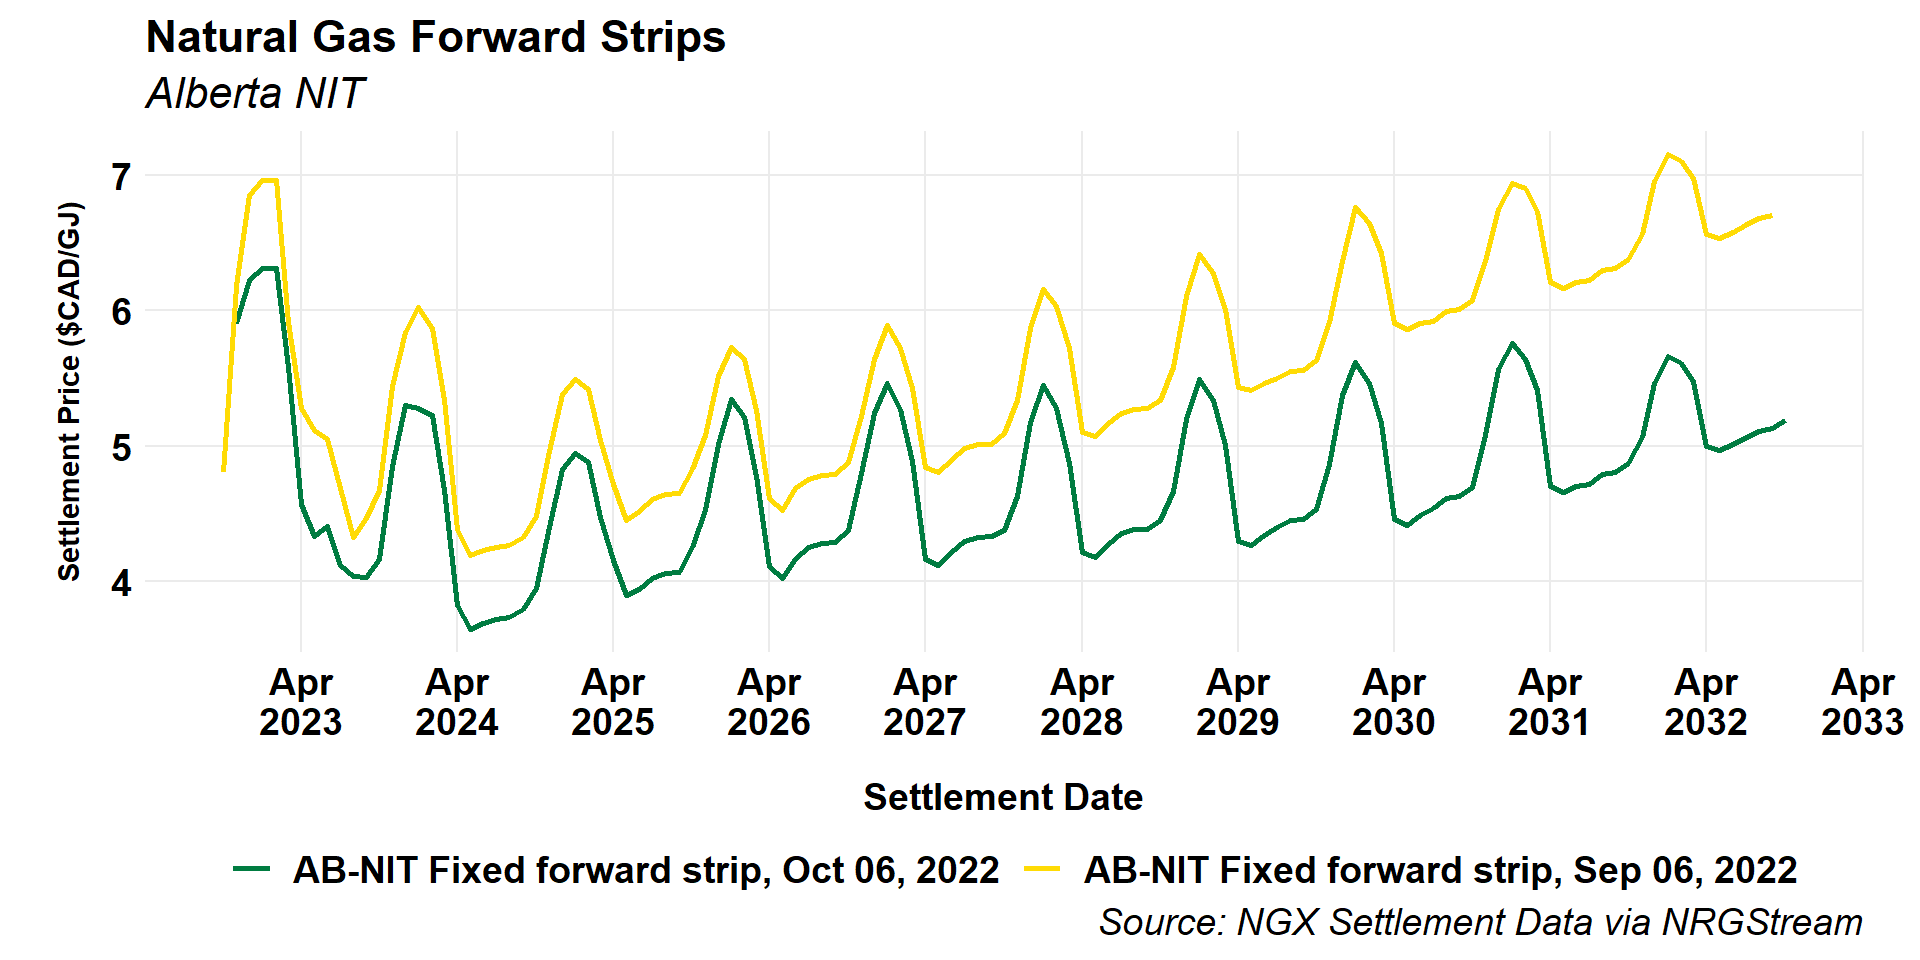 Natural Gas Forward Strips
Alberta NIT
Settlement Price ($CAD/GJ)
7
6
5
4
Apr 2023
Apr 2024
Apr 2025
Apr 2026
Apr 2027
Apr 2028
Apr 2029
Apr 2030
Apr 2031
Apr 2032
Apr 2033
Settlement Date
AB-NIT Fixed forward strip, Oct 06, 2022
AB-NIT Fixed forward strip, Sep 06, 2022
Source: NGX Settlement Data via NRGStream